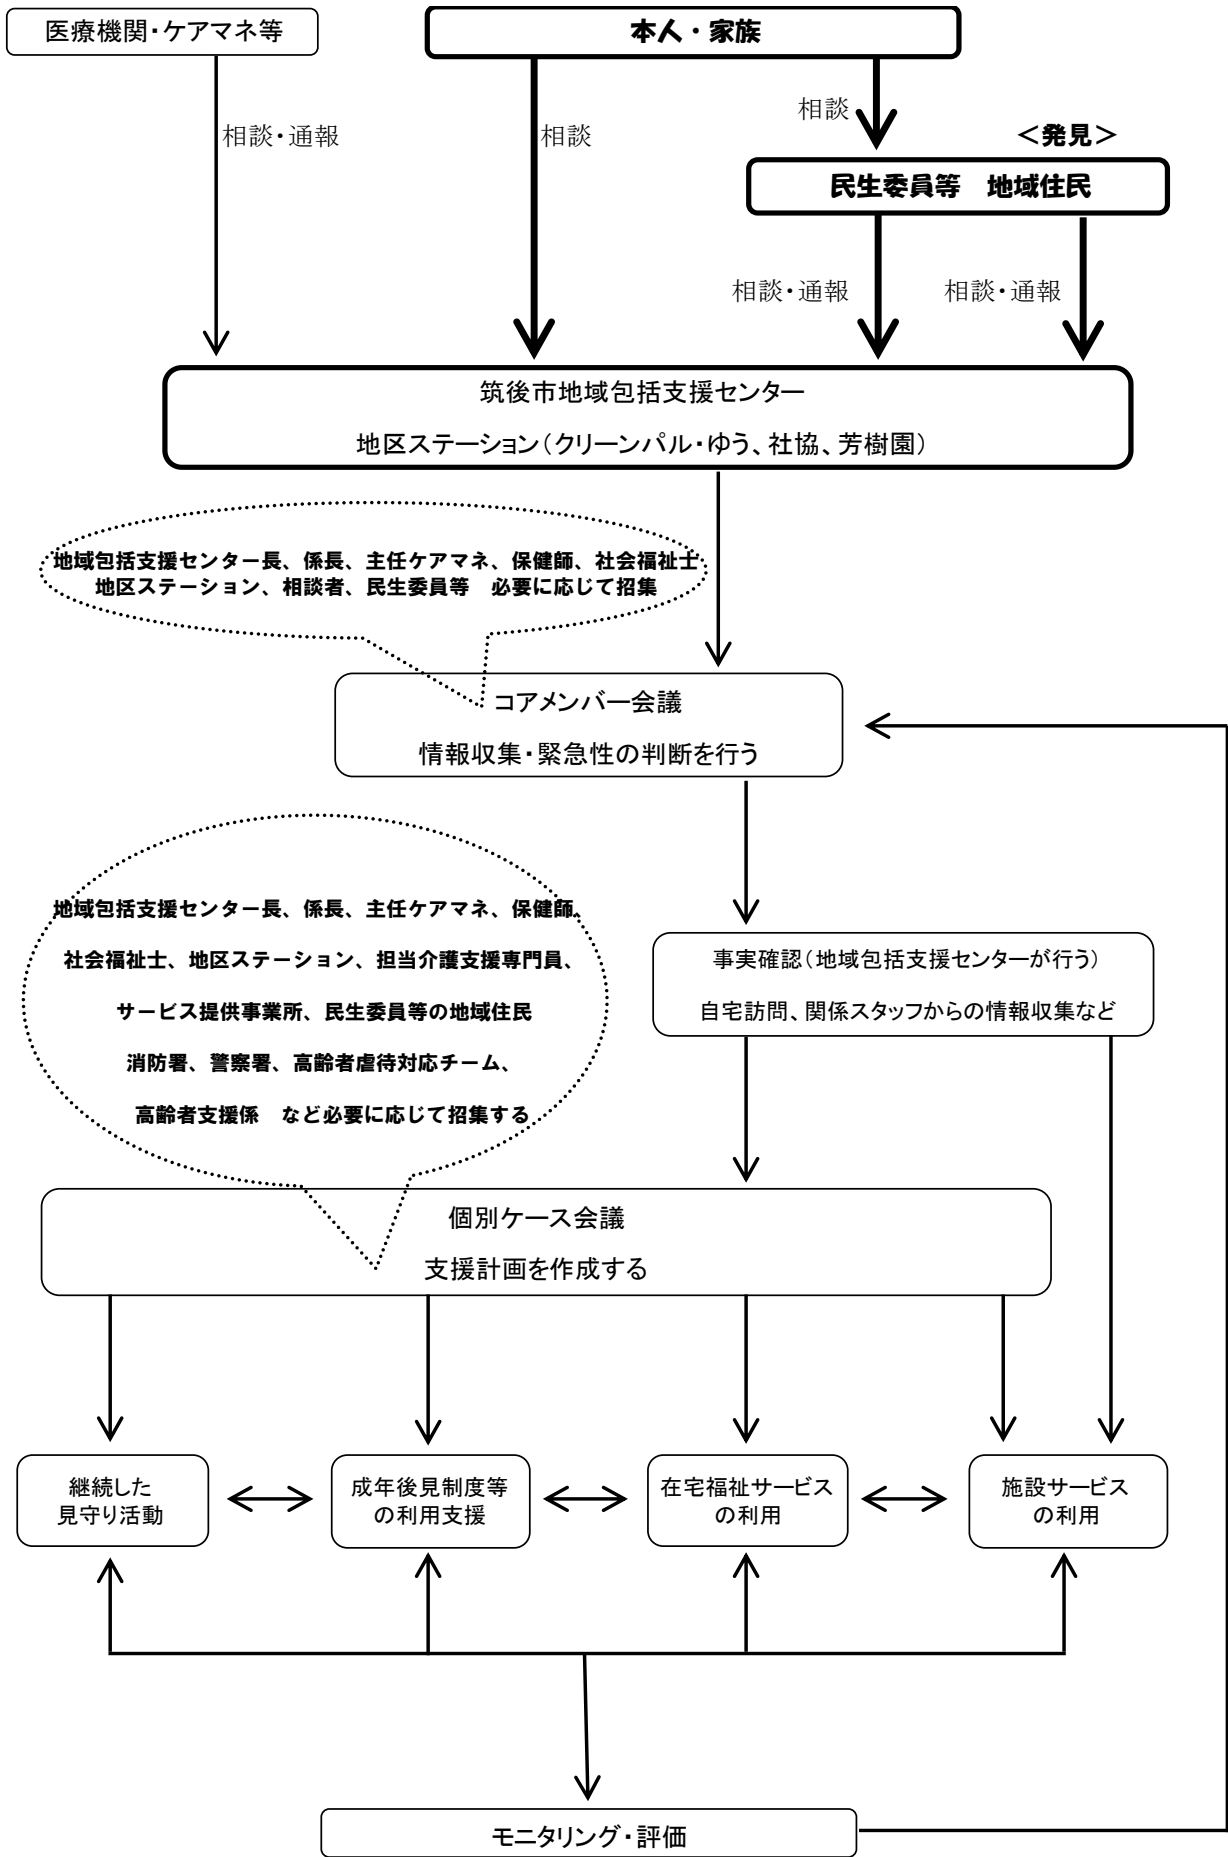 医療機関・ケアマネ等
本人・家族
相談・通報
相談
相談
＜発見＞
民生委員等　地域住民
相談・通報
相談・通報
筑後市地域包括支援センター
地区ステーション（クリーンパル・ゆう、社協、芳樹園）
地域包括支援センター長、係長、主任ケアマネ、保健師、社会福祉士
地区ステーション、相談者、民生委員等　必要に応じて招集
コアメンバー会議
情報収集・緊急性の判断を行う
地域包括支援センター長、係長、主任ケアマネ、保健師、
社会福祉士、地区ステーション、担当介護支援専門員、
サービス提供事業所、民生委員等の地域住民
消防署、警察署、高齢者虐待対応チーム、
高齢者支援係　など必要に応じて招集する
事実確認（地域包括支援センターが行う）
自宅訪問、関係スタッフからの情報収集など
個別ケース会議
支援計画を作成する
継続した
見守り活動
成年後見制度等
の利用支援
在宅福祉サービス
の利用
施設サービス
の利用
モニタリング・評価